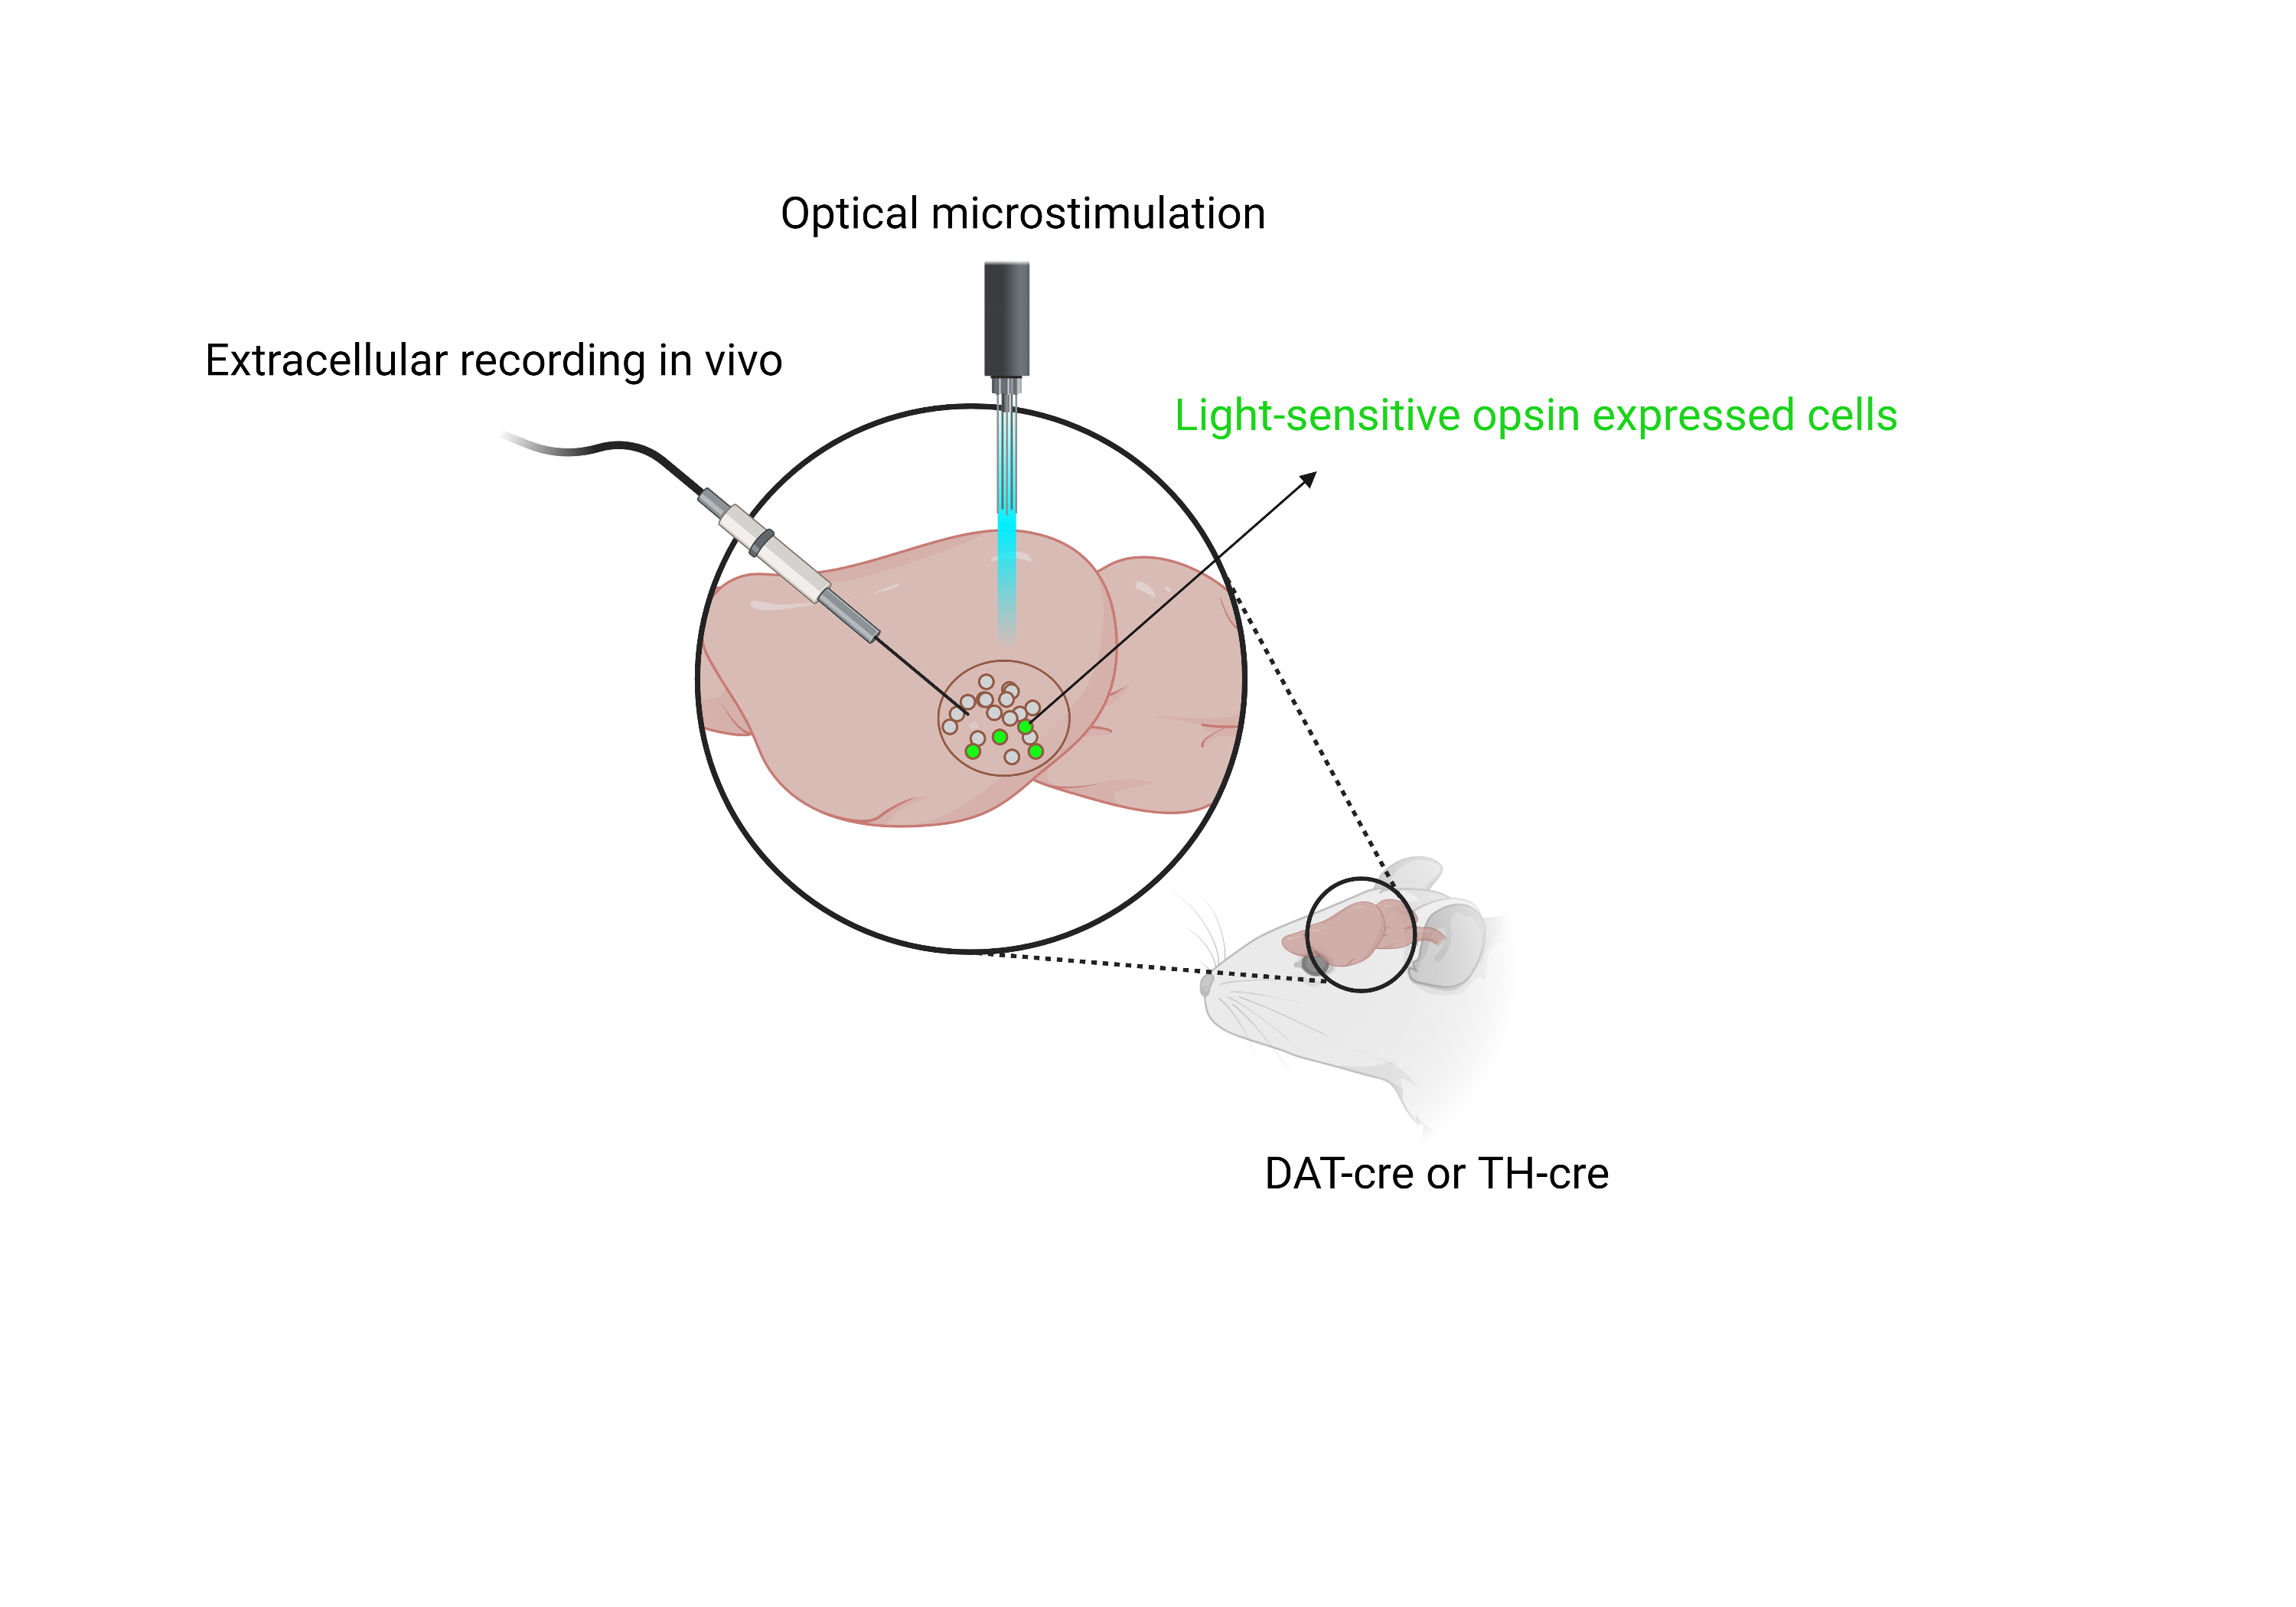 Optical microstimulation
Extracellular recording in vivo
Light-sensitive opsin expressed cells
DAT-cre or TH-cre